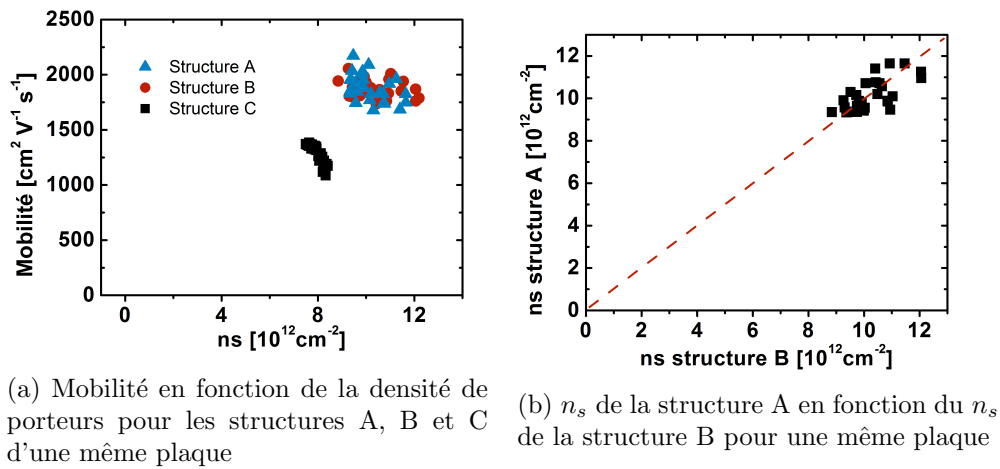 2500
2000
1500
1000
500
250
0
Mobilité [cm² V⁻¹ s⁻¹]
Structure A
Structure B
Structure C
0 4 8 12
ns [10¹²cm⁻²]
12
10
8
6
4
2
0
ns structure A [10¹²cm⁻²]
0 2 4 6 8 10 12
ns structure B [10¹²cm⁻²]
(a) Mobilité en fonction de la densité de
porteurs pour les structures A, B et C
d'une même plaque
(b) nₛ de la structure A en fonction du nₛ
de la structure B pour une même plaque